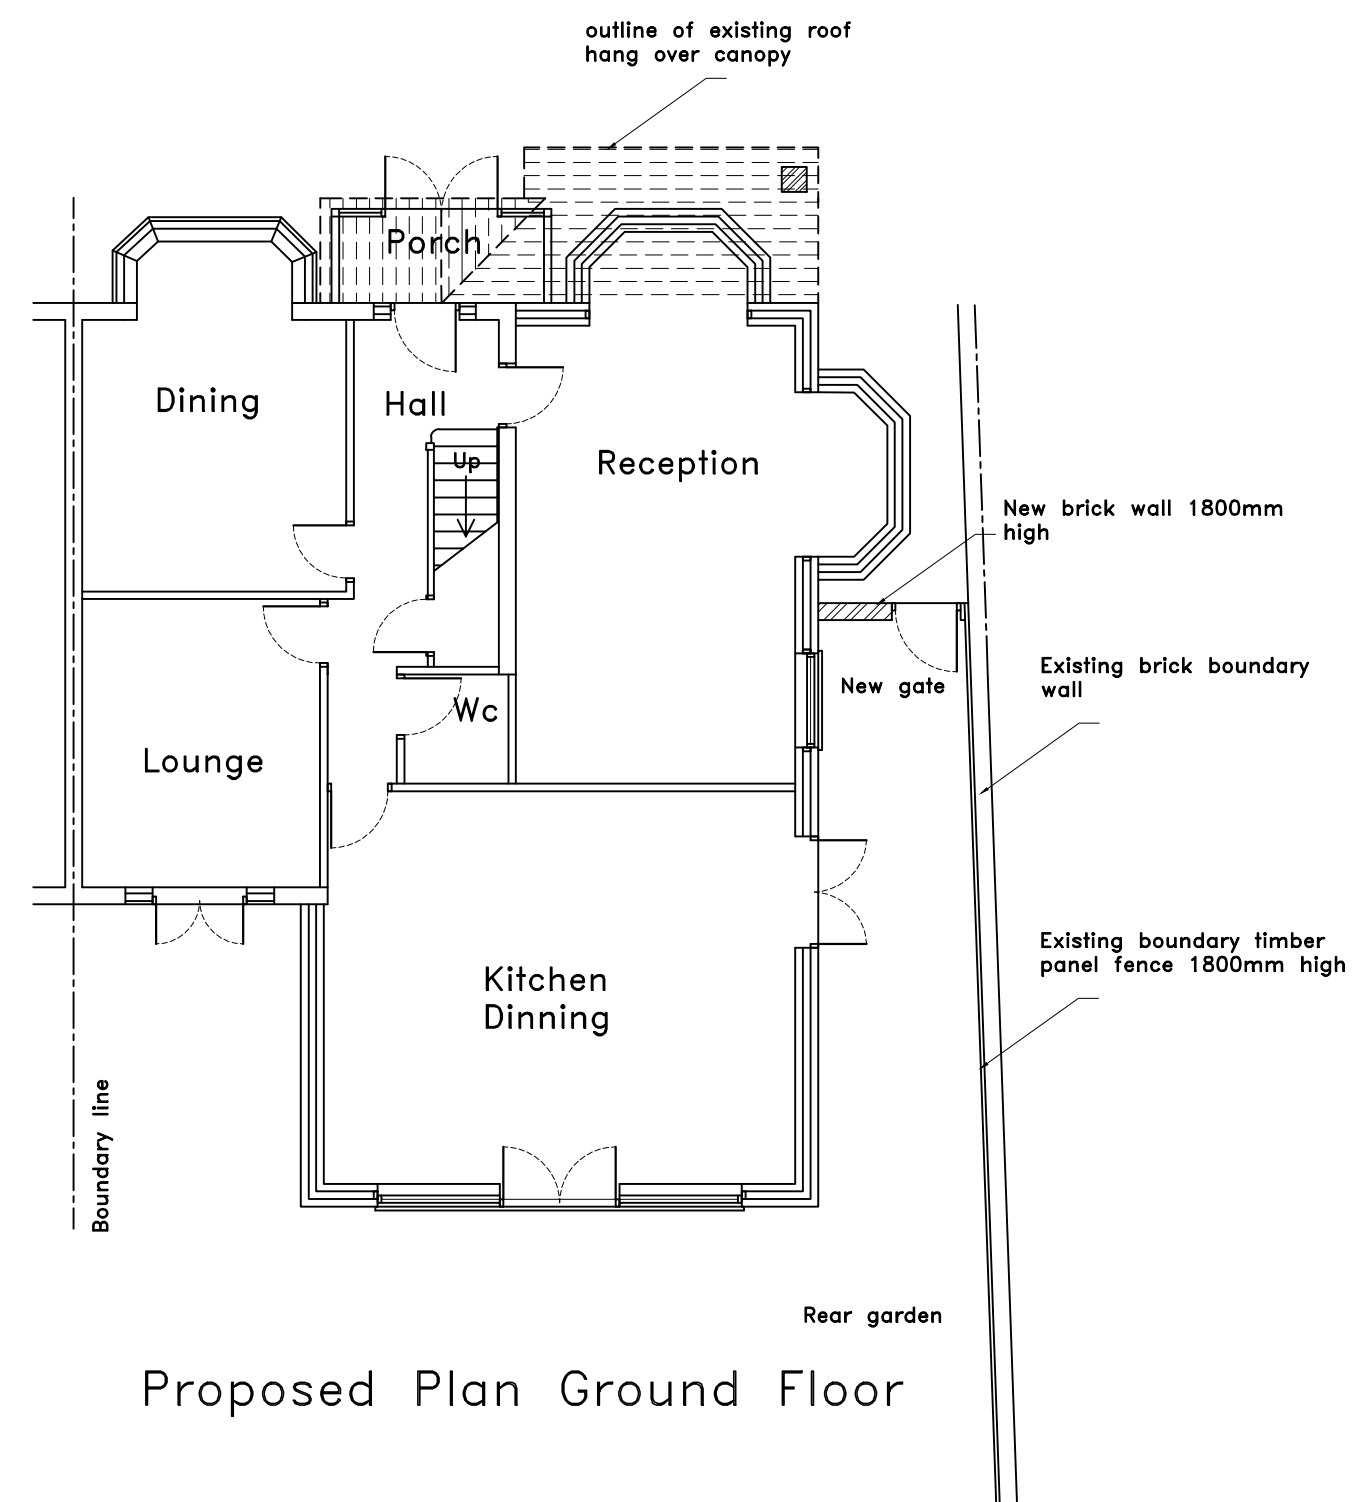 outline of existing roof
hang over canopy
Porch
Dining
Hall
Up
Reception
New brick wall 1800mm
high
Existing brick boundary
wall
New gate
Wc
Lounge
Existing boundary timber
panel fence 1800mm high
Kitchen
Dinning
Boundary line
Rear garden
Proposed Plan Ground Floor